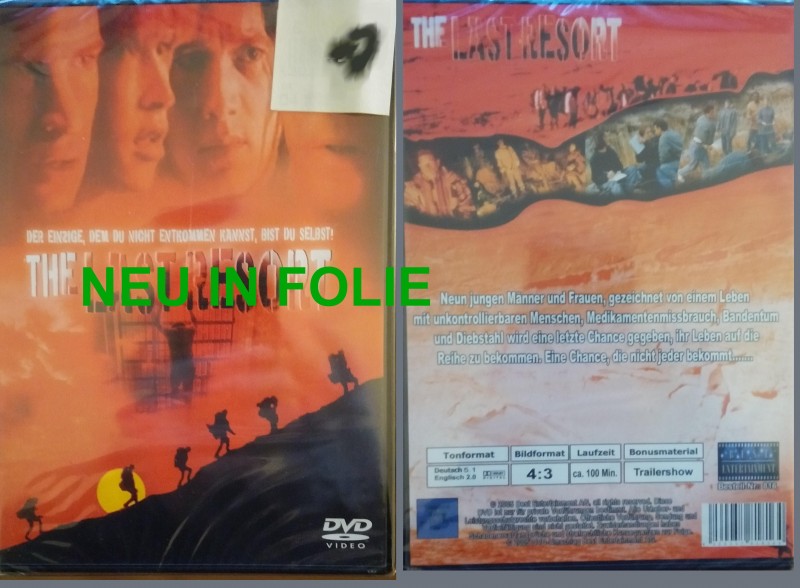 DER EINZIGE, DEM DU NICHT ENTKOMMEN KANNST, BIST DU SELBST!
THE LAST RESORT
NEU IN FOLIE
DVD
VIDEO
THE LAST RESORT
Neun jungen Männer und Frauen, gezeichnet von einem Leben
mit unkontrollierbaren Menschen, Medikamentenmissbrauch, Bandentum
und Diebstahl wird eine letzte Chance gegeben, ihr Leben auf die
Reihe zu bekommen. Eine Chance, die nicht jeder bekommt......
Tonformat Bildformat Laufzeit Bonusmaterial
Deutsch 5.1
Englisch 2.0
4:3
ca. 100 Min.
Trailershow
ENTERTAINMENT